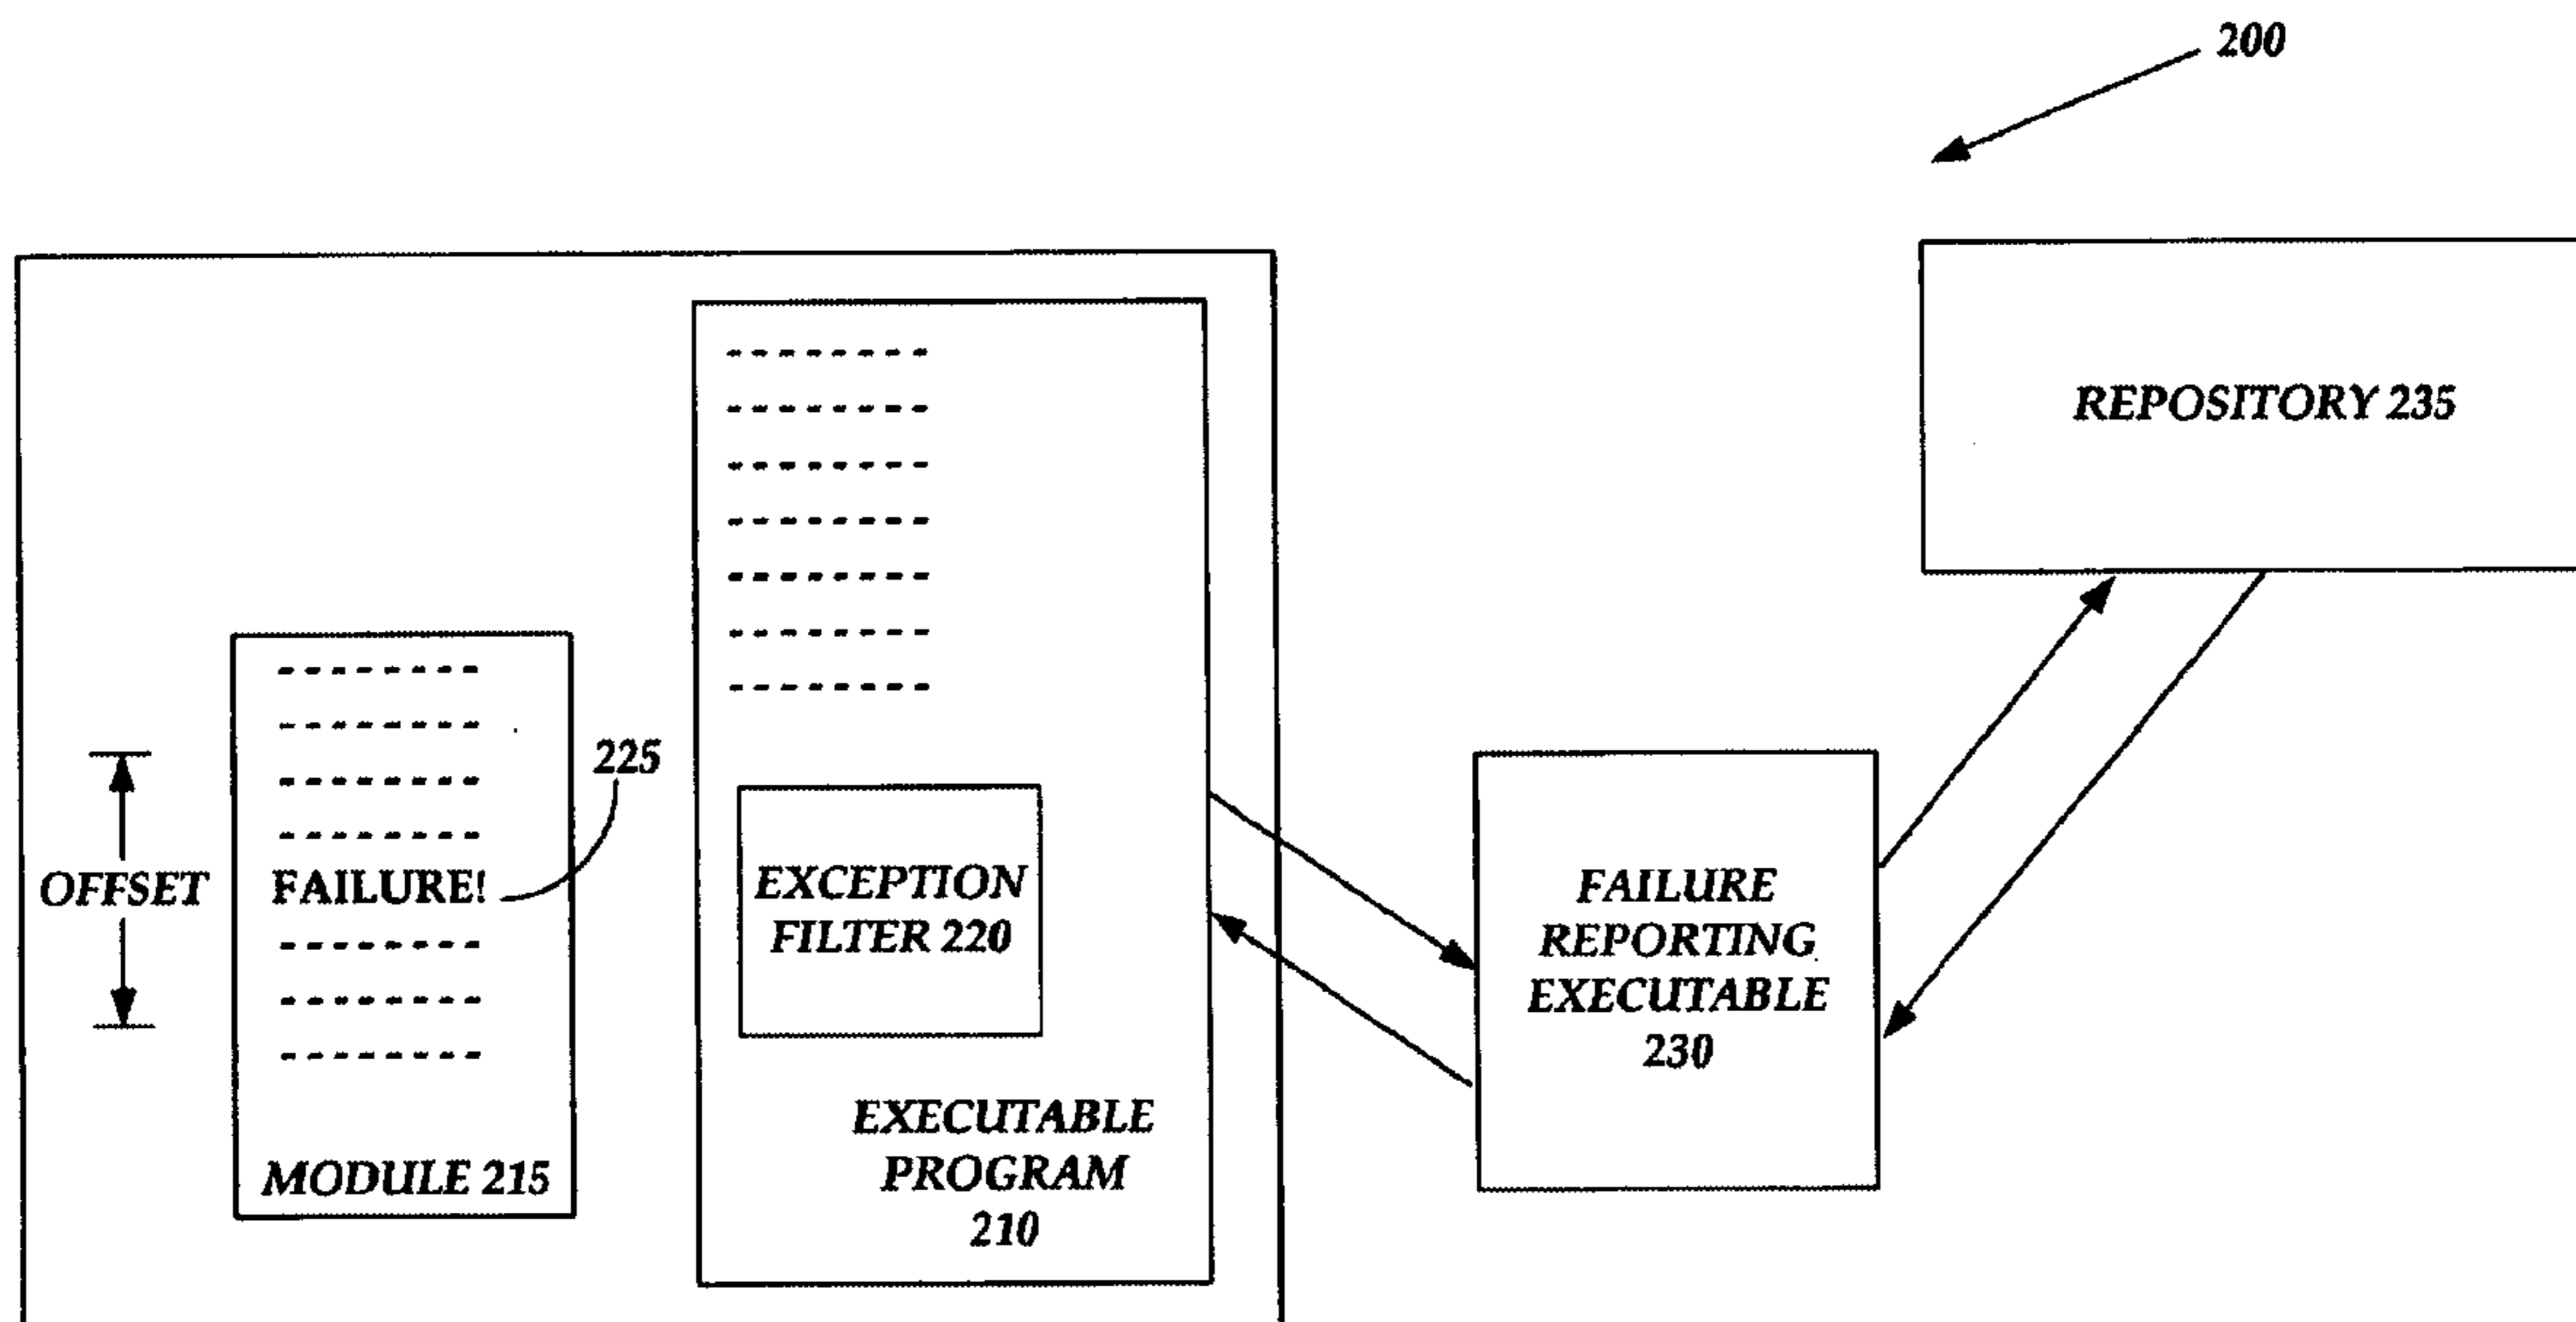 200
REPOSITORY 235
225
OFFSET
FAILURE!
MODULE 215
EXCEPTION
FILTER 220
EXECUTABLE
PROGRAM
210
FAILURE
REPORTING
EXECUTABLE
230